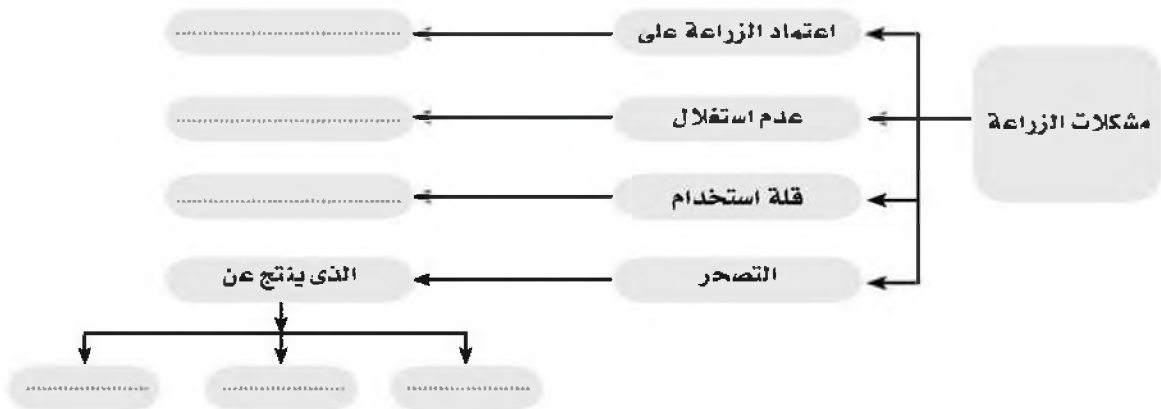 مشكلات الزراعة
اعتماد الزراعة على
عدم استغلال
قلة استخدام
التصحر
الذى ينتج عن